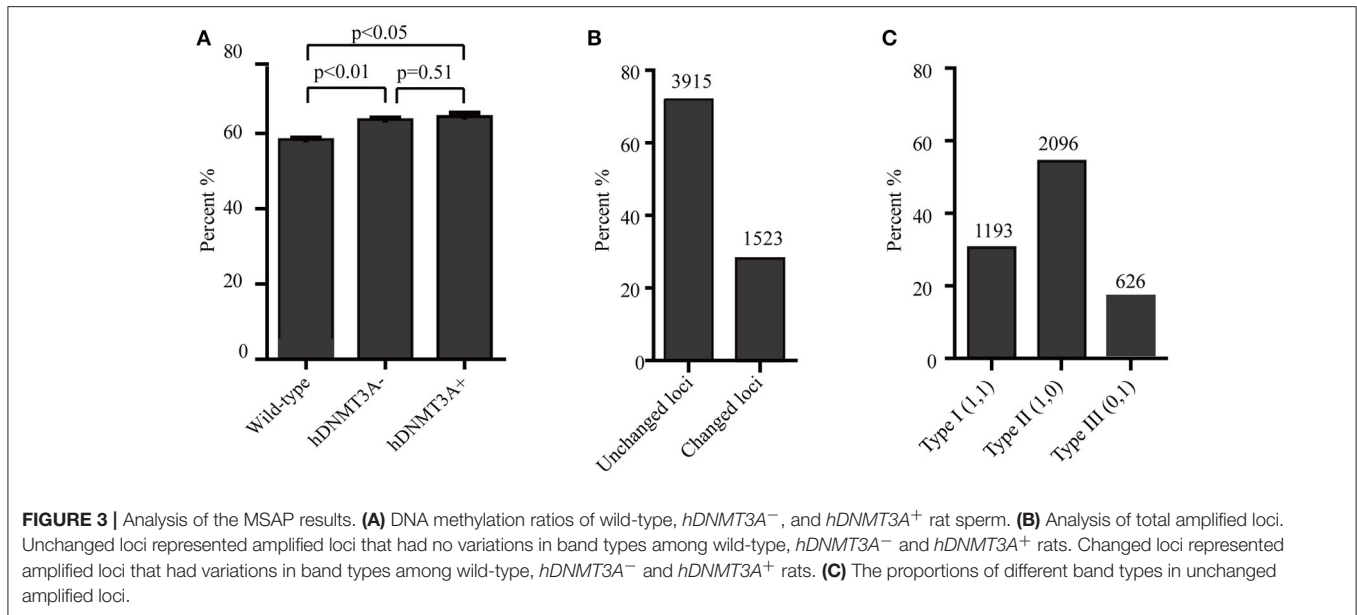 A
p<0.05
p<0.01
p=0.51
80
60
40
20
0
Percent %
Wild-type
hDNMT3A-
hDNMT3A+
B
80
60
40
20
0
Percent %
3915
1523
Unchanged loci
Changed loci
C
80
60
40
20
0
Percent %
1193
2096
626
Type I (1,1)
Type II (1,0)
Type III (0,1)
FIGURE 3 | Analysis of the MSAP results. (A) DNA methylation ratios of wild-type, hDNMT3A−, and hDNMT3A+ rat sperm. (B) Analysis of total amplified loci.
Unchanged loci represented amplified loci that had no variations in band types among wild-type, hDNMT3A− and hDNMT3A+ rats. Changed loci represented
amplified loci that had variations in band types among wild-type, hDNMT3A− and hDNMT3A+ rats. (C) The proportions of different band types in unchanged
amplified loci.